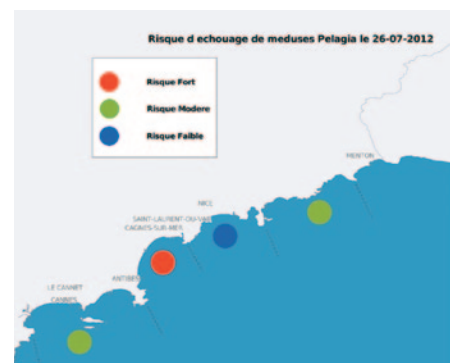 Risque d echouage de meduses Pelagia le 26-07-2012
Risque Fort
Risque Modere
Risque Faible
MENTON
NICE
SAINT-LAURENT-DU-VAR
CAGNES-SUR-MER
ANTIBES
LE CANNET
CANNES